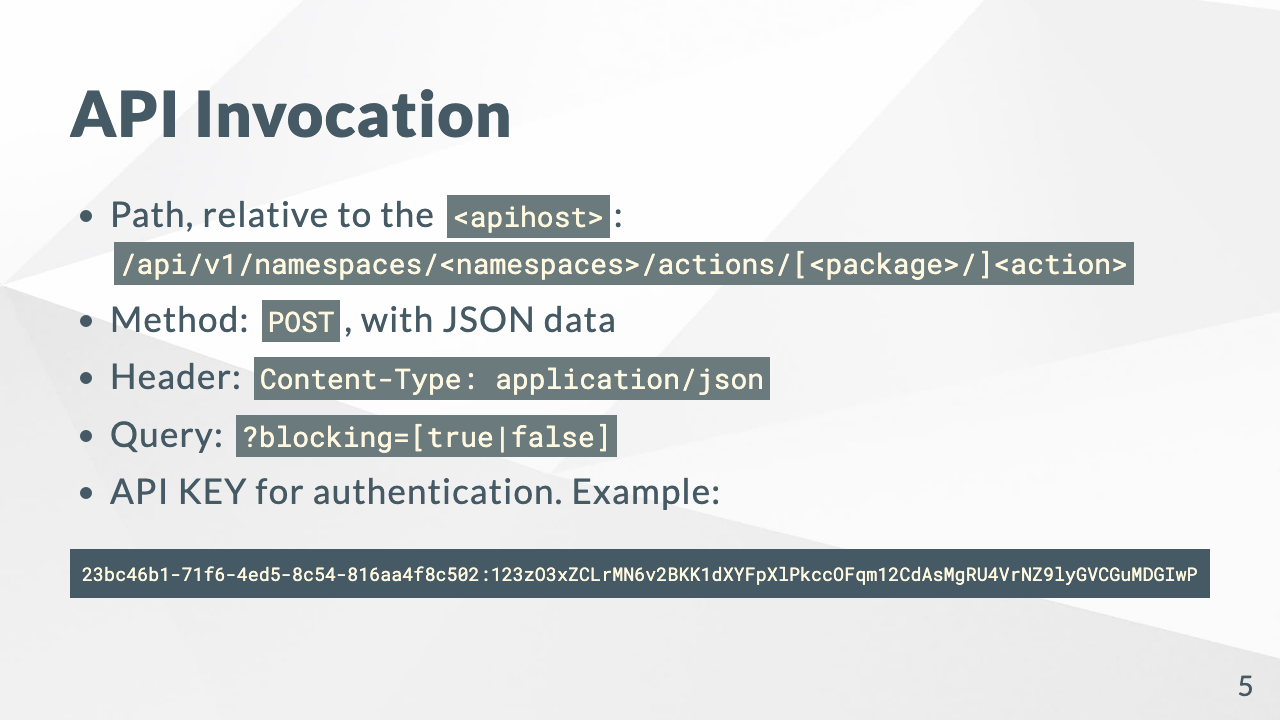 API Invocation
• Path, relative to the <apihost> :
/api/v1/namespaces/<namespaces>/actions/[<package>/]<action>
• Method: POST , with JSON data
• Header: Content-Type: application/json
• Query: ?blocking=[true|false]
• API KEY for authentication. Example:
23bc46b1-71f6-4ed5-8c54-816aa4f8c502:123zO3xZCLrMN6v2BKK1dXYFpXlPkccOFqm12CdAsMgRU4VrNZ9lyGVCGuMDGIwP
5